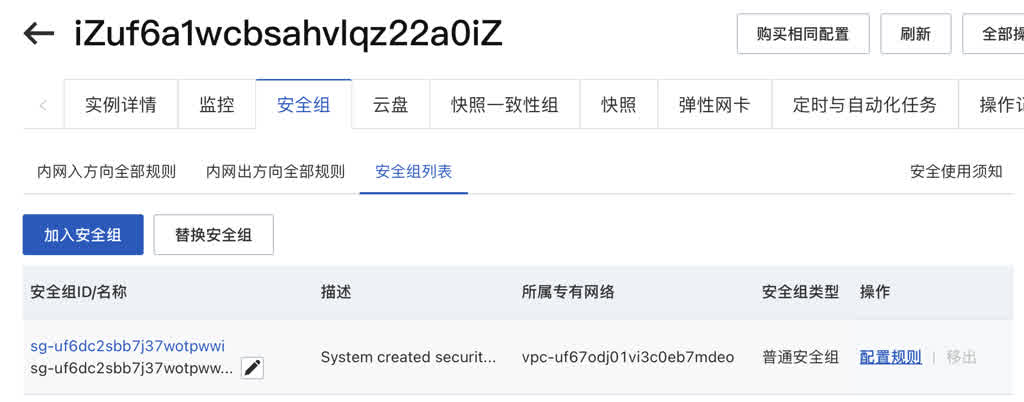 ← iZuf6a1wcbsahvlqz22a0iZ 购买相同配置 刷新 全部操
实例详情 监控 安全组 云盘 快照一致性组 快照 弹性网卡 定时与自动化任务 操作记
内网入方向全部规则 内网出方向全部规则 安全组列表 安全使用须知
加入安全组 替换安全组
安全组ID/名称 描述 所属专有网络 安全组类型 操作
sg-uf6dc2sbb7j37wotpwwi
sg-uf6dc2sbb7j37wotpww... System created securit... vpc-uf67odj01vi3c0eb7mdeo 普通安全组 配置规则 | 移出